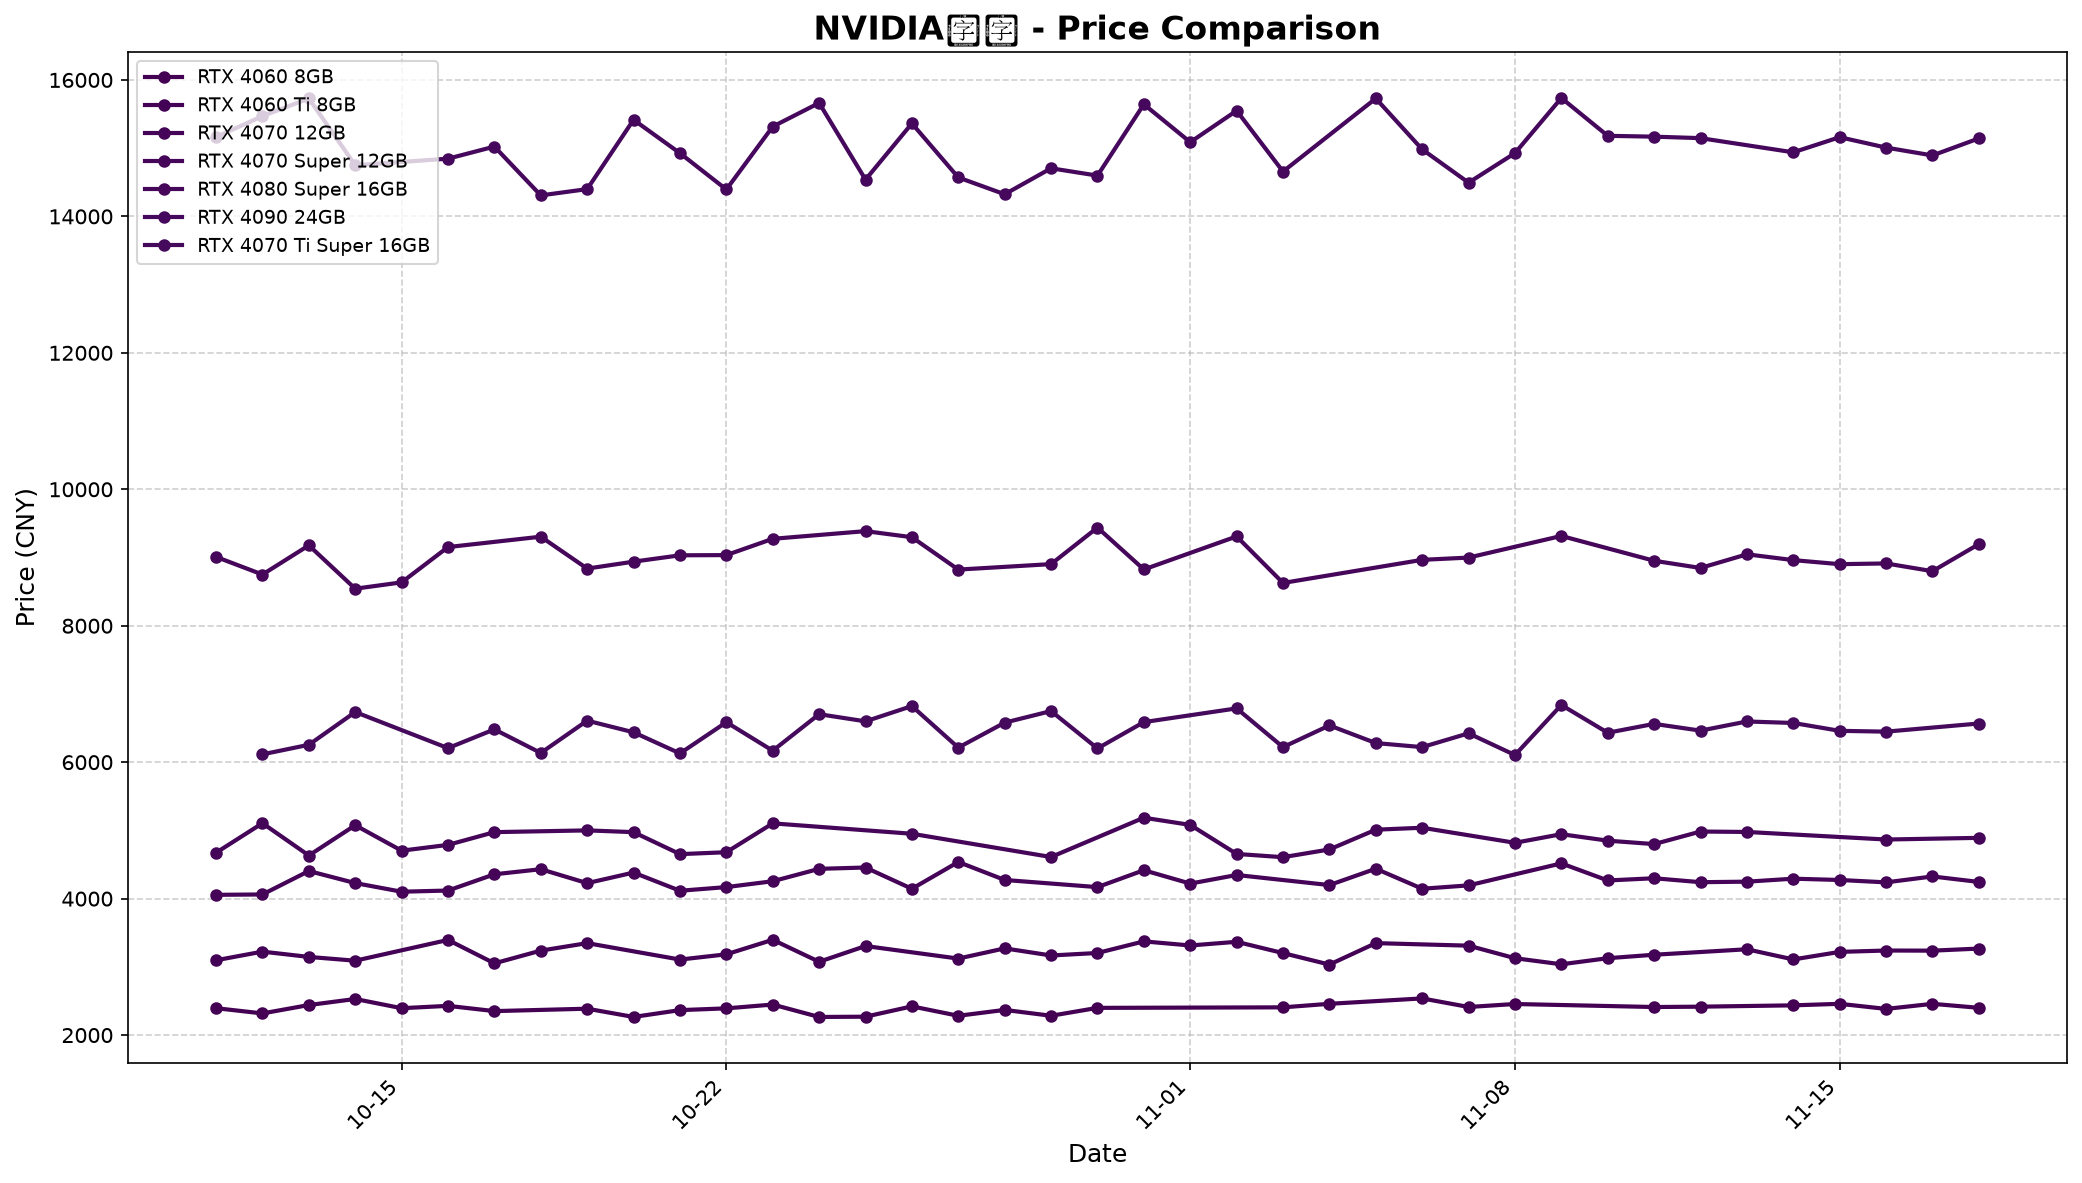 NVIDIA - Price Comparison
RTX 4060 8GB
RTX 4060 Ti 8GB
RTX 4070 12GB
RTX 4070 Super 12GB
RTX 4080 Super 16GB
RTX 4090 24GB
RTX 4070 Ti Super 16GB
16000
14000
12000
10000
8000
6000
4000
2000
Price (CNY)
10-15
10-22
11-01
11-08
11-15
Date